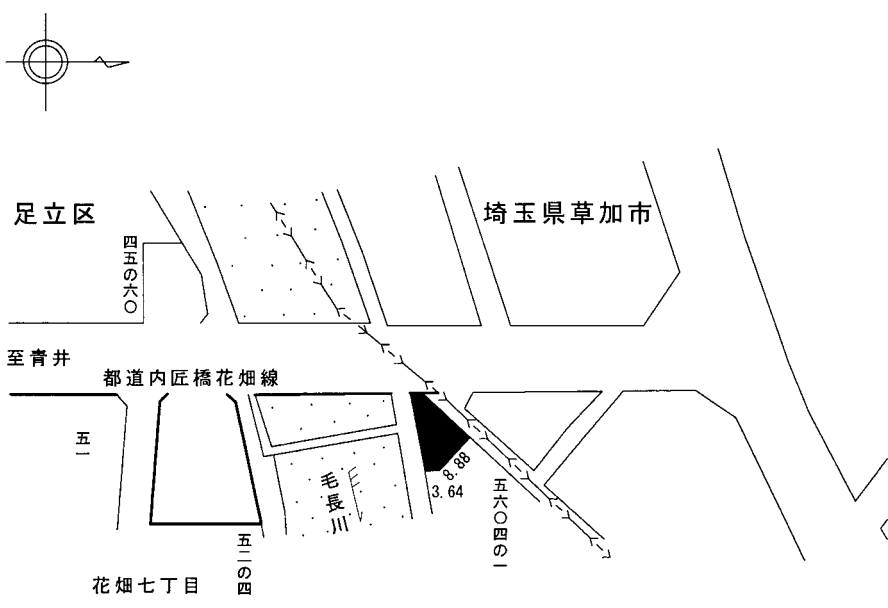 足立区
埼玉県草加市
四五の六〇
至青井
都道内匠橋花畑線
五一
毛長川
8.88
3.64
五六〇四の一
五二の四
花畑七丁目